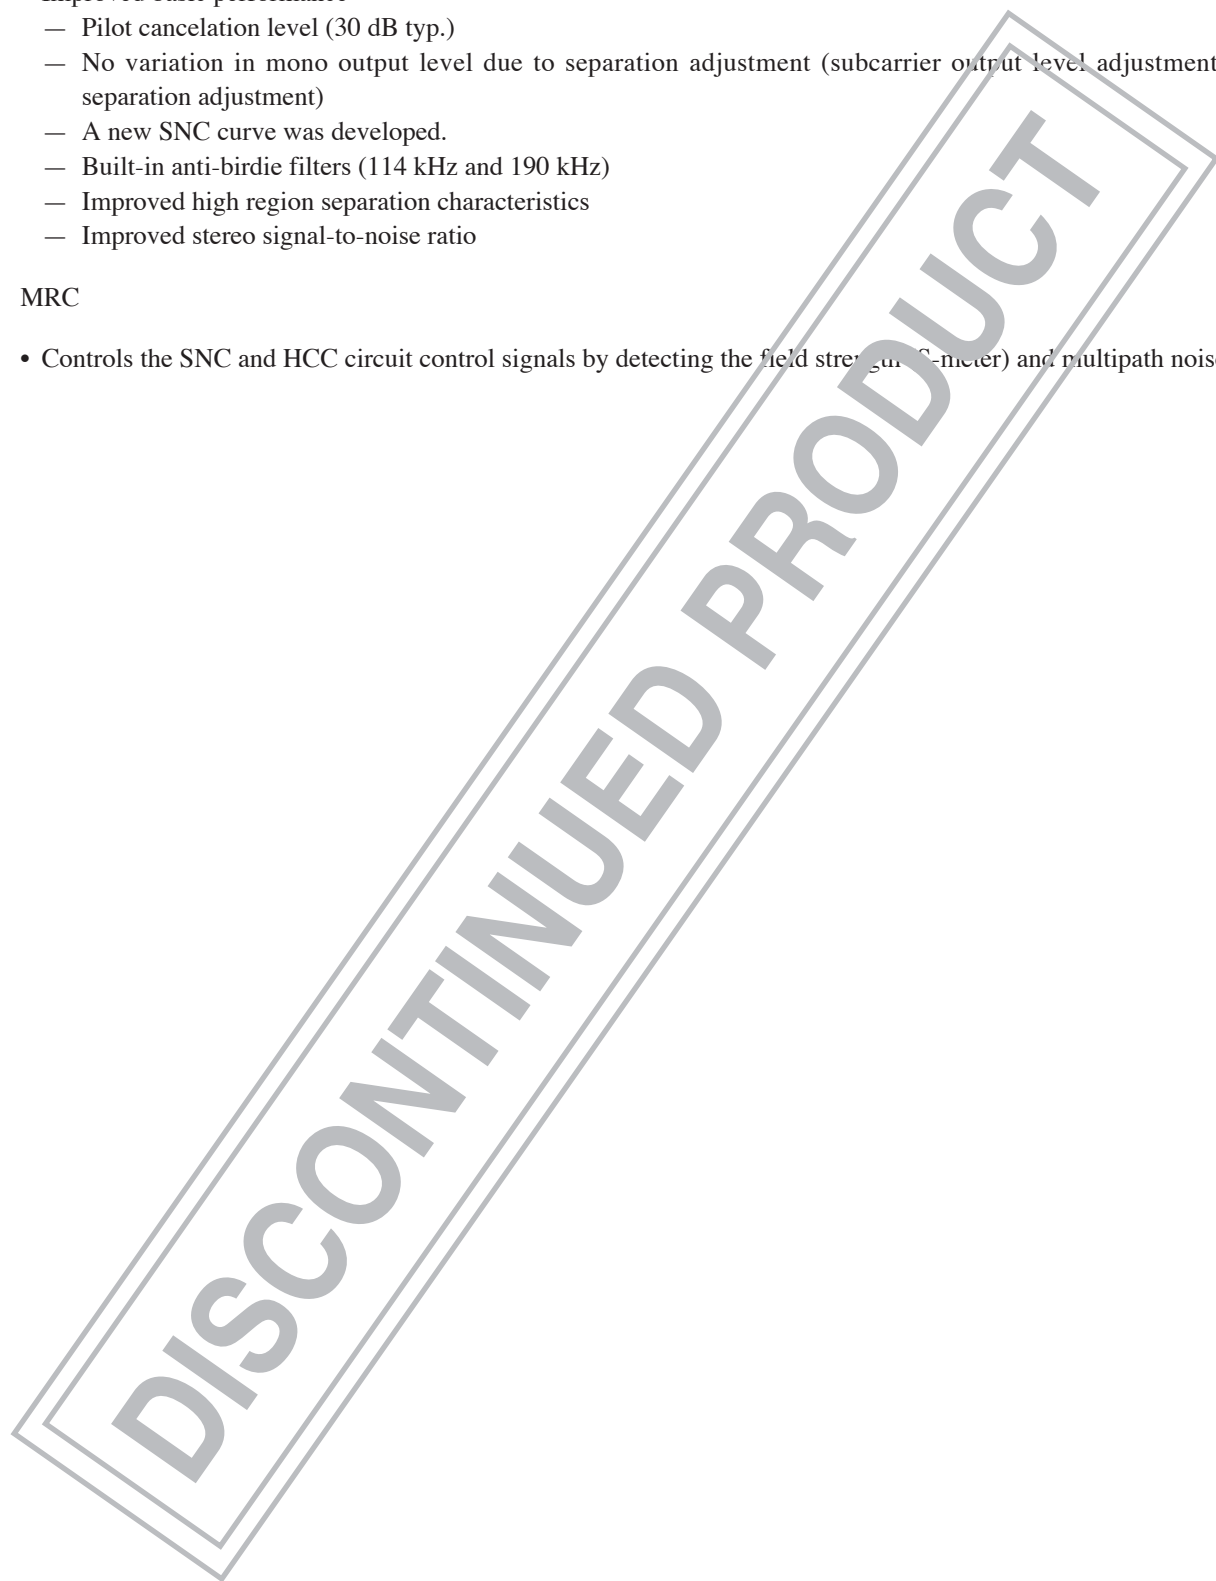 Improved basic performance
— Pilot cancelation level (30 dB typ.)
— No variation in mono output level due to separation adjustment (subcarrier output level adjustment
separation adjustment)
— A new SNC curve was developed.
— Built-in anti-birdie filters (114 kHz and 190 kHz)
— Improved high region separation characteristics
— Improved stereo signal-to-noise ratio
MRC
• Controls the SNC and HCC circuit control signals by detecting the field strength (S-meter) and multipath noise
DISCONTINUED PRODUCT